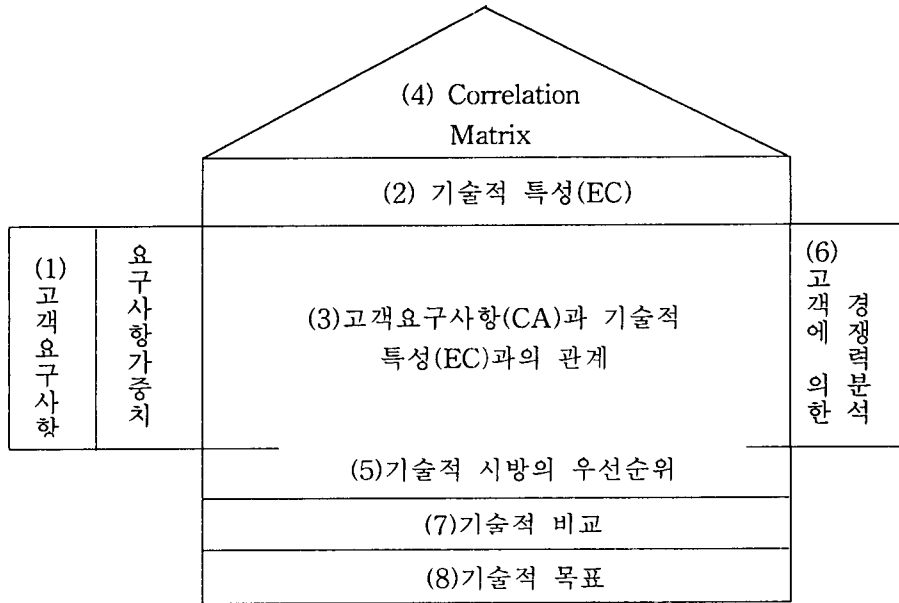 (4) Correlation
Matrix
(2) 기술적 특성(EC)
(1)고객요구사항
요구사항가중치
(3)고객요구사항(CA)과 기술적
특성(EC)과의 관계
(6)고객에 의한
경쟁력분석
(5)기술적 시방의 우선순위
(7)기술적 비교
(8)기술적 목표